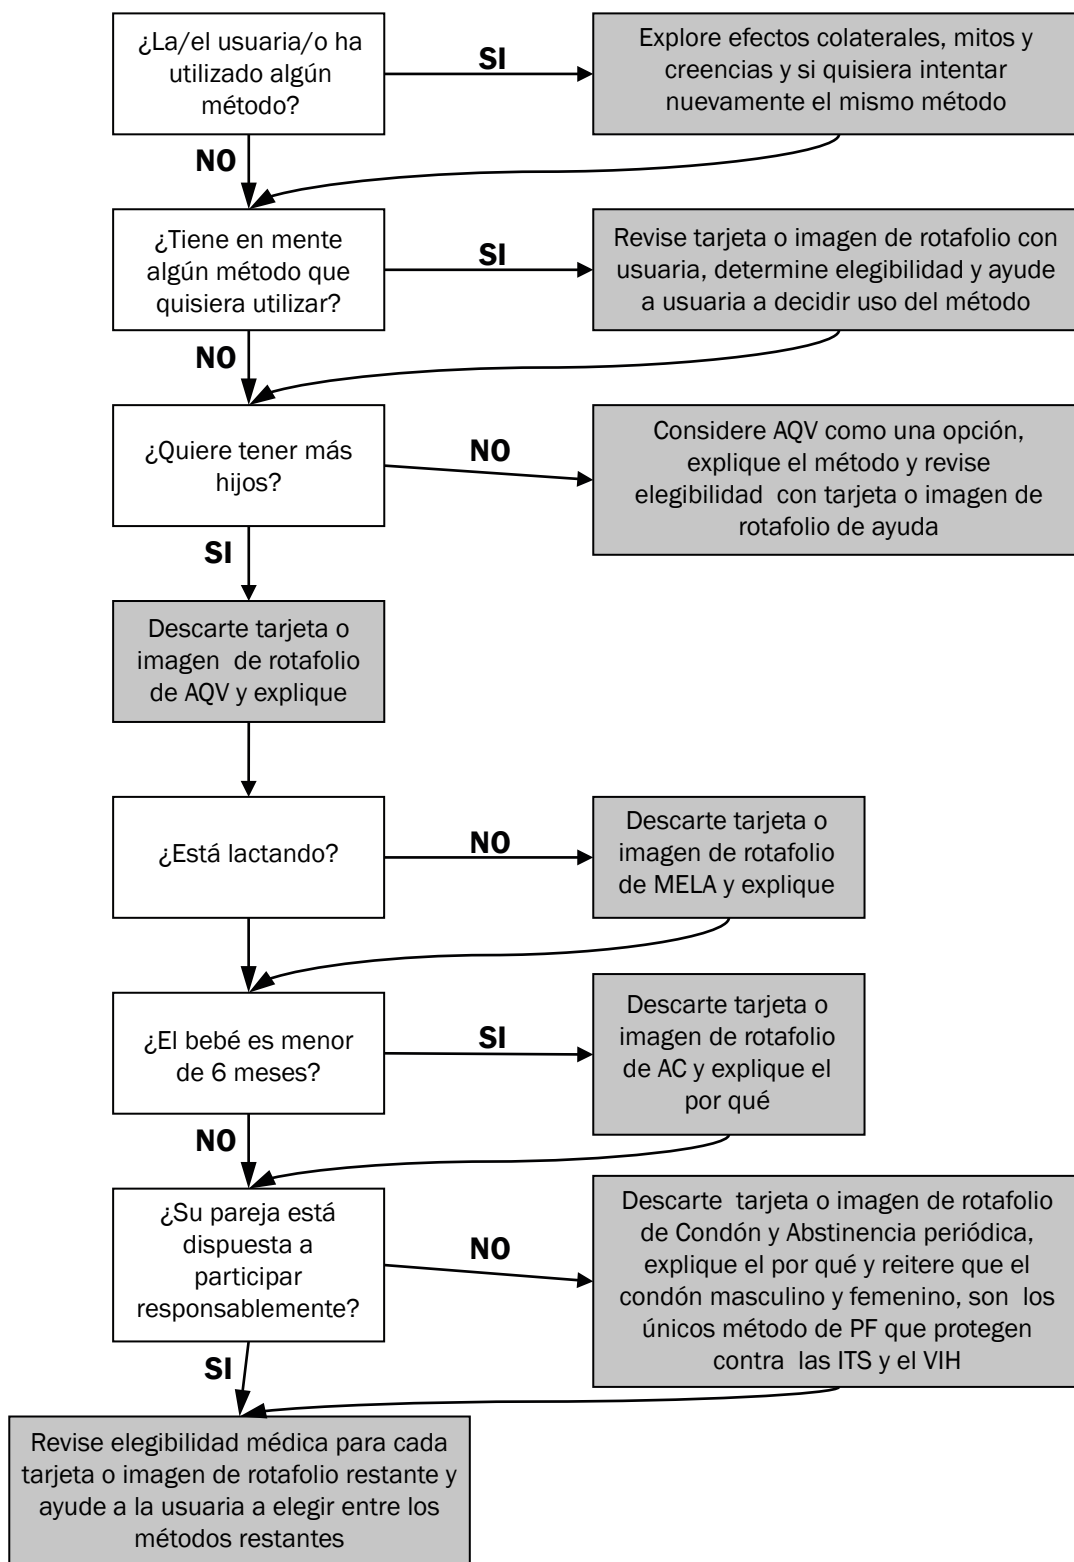 ¿La/el usuaria/o ha
utilizado algún
método?
SI
Explore efectos colaterales, mitos y
creencias y si quisiera intentar
nuevamente el mismo método
NO
¿Tiene en mente
algún método que
quisiera utilizar?
SI
Revise tarjeta o imagen de rotafolio con
usuaria, determine elegibilidad y ayude
a usuaria a decidir uso del método
NO
¿Quiere tener más
hijos?
NO
Considere AQV como una opción,
explique el método y revise
elegibilidad con tarjeta o imagen de
rotafolio de ayuda
SI
Descarte tarjeta o
imagen de rotafolio
de AQV y explique
¿Está lactando?
NO
Descarte tarjeta o
imagen de rotafolio
de MELA y explique
¿El bebé es menor
de 6 meses?
SI
Descarte tarjeta o
imagen de rotafolio
de AC y explique el
por qué
NO
¿Su pareja está
dispuesta a
participar
responsablemente?
NO
Descarte tarjeta o imagen de rotafolio
de Condón y Abstinencia periódica,
explique el por qué y reitere que el
condón masculino y femenino, son los
únicos método de PF que protegen
contra las ITS y el VIH
SI
Revise elegibilidad médica para cada
tarjeta o imagen de rotafolio restante y
ayude a la usuaria a elegir entre los
métodos restantes